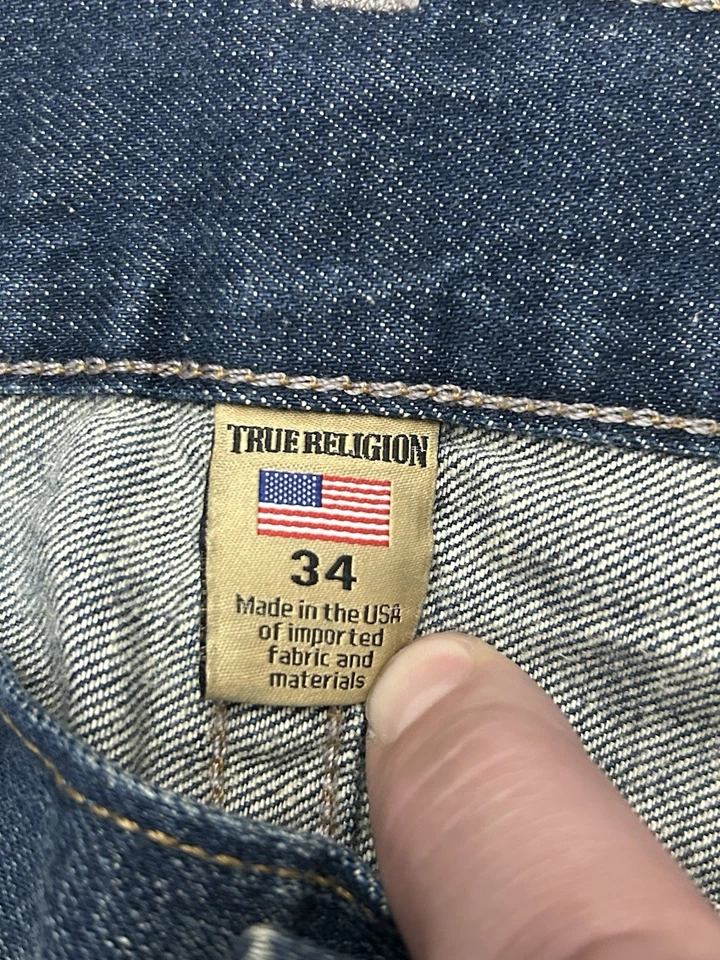 TRUE RELIGION
34
Made in the USA
of imported
fabric and
materials